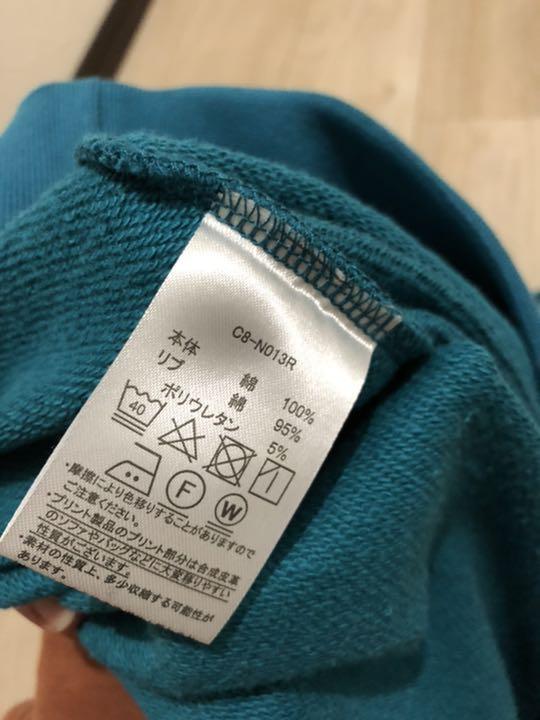 C8-N013R
本体 綿 100%
リブ 綿 95%
ポリウレタン 5%
40
F W
・摩擦により色移りすることがありますので
ご注意ください。
・プリント製品のプリント部分は合成皮革
のソファやバッグなどに大変移りやすい
性質がございます。
・素材の性質上、多少収縮する可能性が
あります。